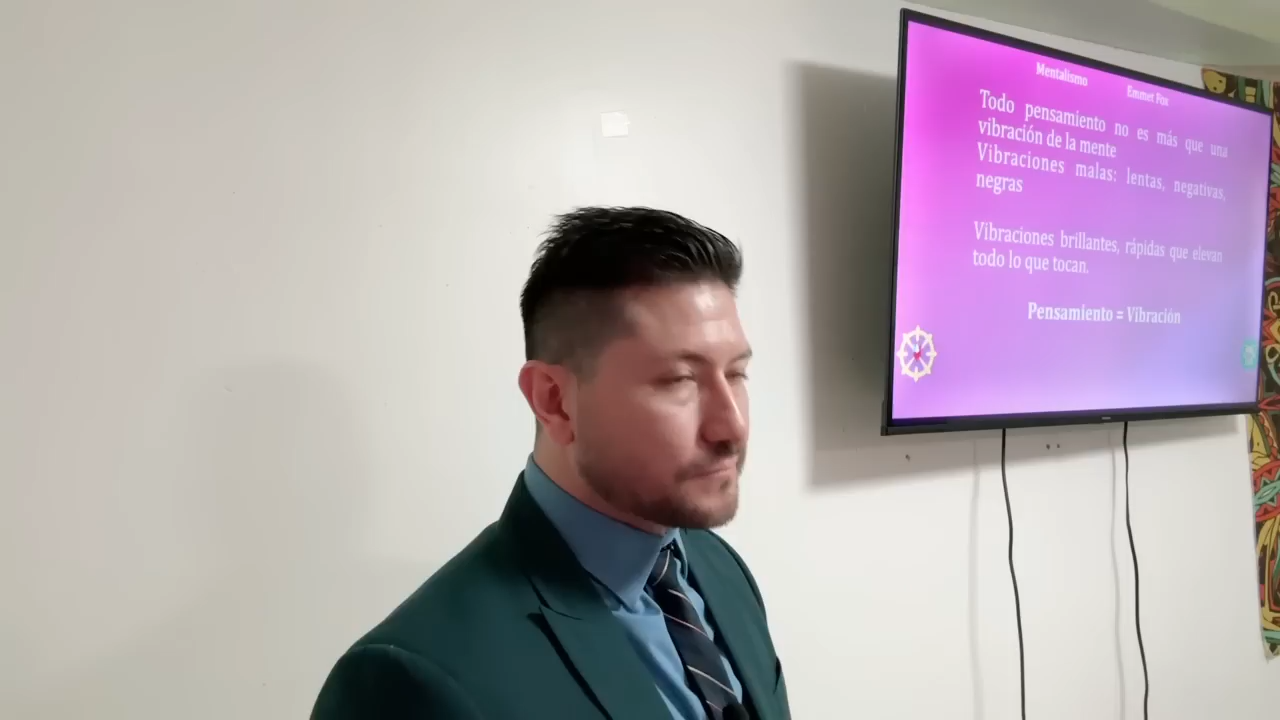 Mentalismo Emmet Fox
Todo pensamiento no es más que una
vibración de la mente
Vibraciones malas: lentas, negativas,
negras
Vibraciones brillantes, rápidas que elevan
todo lo que tocan.
Pensamiento = Vibración